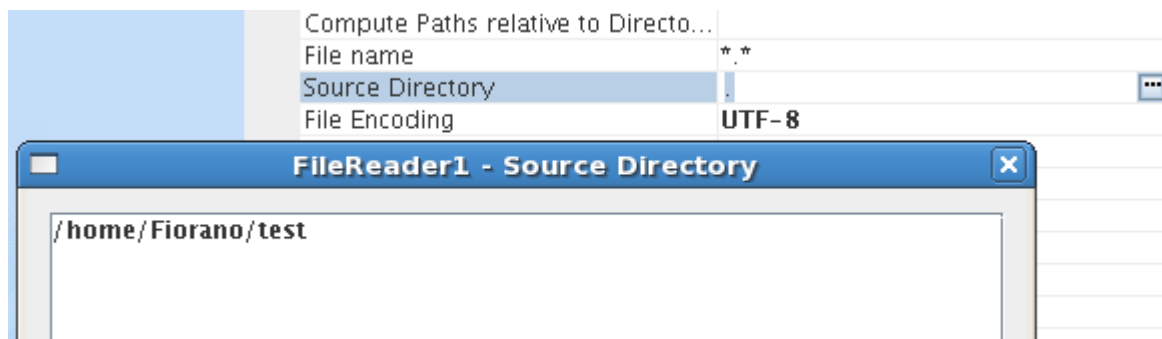 Compute Paths relative to Directo...
File name *.*
Source Directory .
File Encoding UTF-8
FileReader1 - Source Directory
/home/Fiorano/test